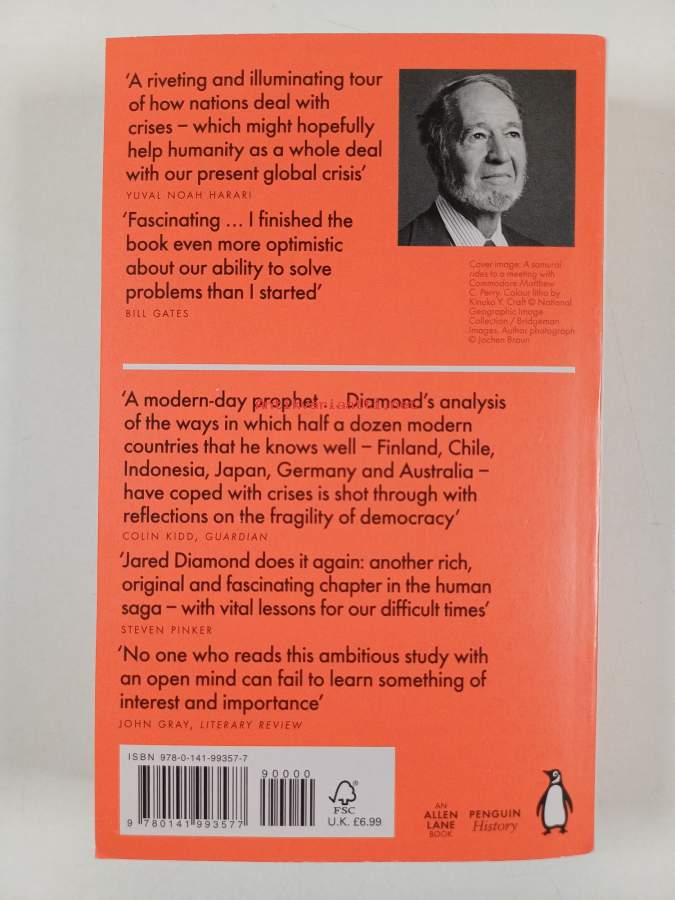 ‘A riveting and illuminating tour
of how nations deal with
crises – which might hopefully
help humanity as a whole deal
with our present global crisis’
YUVAL NOAH HARARI
‘Fascinating ... I finished the
book even more optimistic
about our ability to solve
problems than I started’
BILL GATES
Cover image: A samurai
rides to a meeting with
Commodore Matthew
C. Perry. Colour litho by
Kinuko Y. Craft © National
Geographic Image
Collection / Bridgeman
Images. Author photograph
© Jochen Braun
‘A modern-day prophet ... Diamond’s analysis
of the ways in which half a dozen modern
countries that he knows well – Finland, Chile,
Indonesia, Japan, Germany and Australia –
have coped with crises is shot through with
reflections on the fragility of democracy’
COLIN KIDD, GUARDIAN
‘Jared Diamond does it again: another rich,
original and fascinating chapter in the human
saga – with vital lessons for our difficult times’
STEVEN PINKER
‘No one who reads this ambitious study with
an open mind can fail to learn something of
interest and importance’
JOHN GRAY, LITERARY REVIEW
ISBN 978-0-141-99357-7
90000
9 780141 993577
FSC
U.K. £6.99
AN
ALLEN
LANE
BOOK
PENGUIN
History